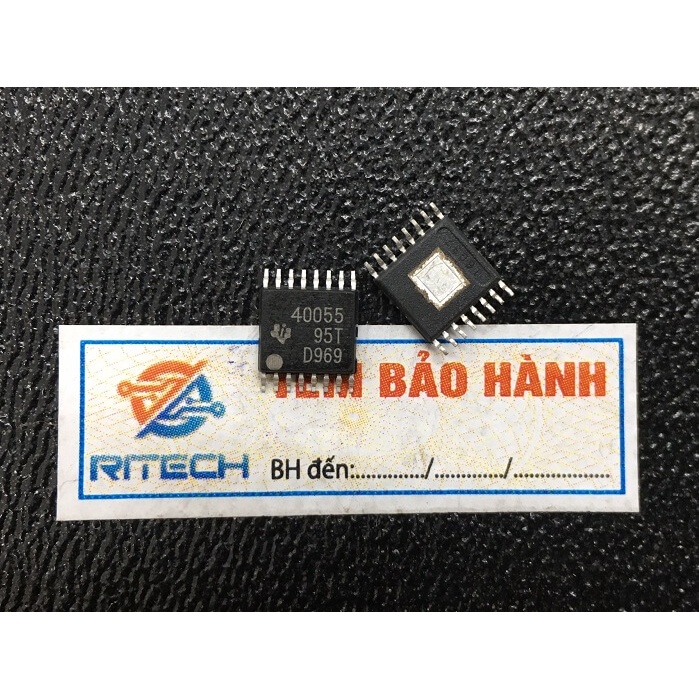 40055
95T
D969
TEM BẢO HÀNH
RITECH
BH đến:............../............../....................